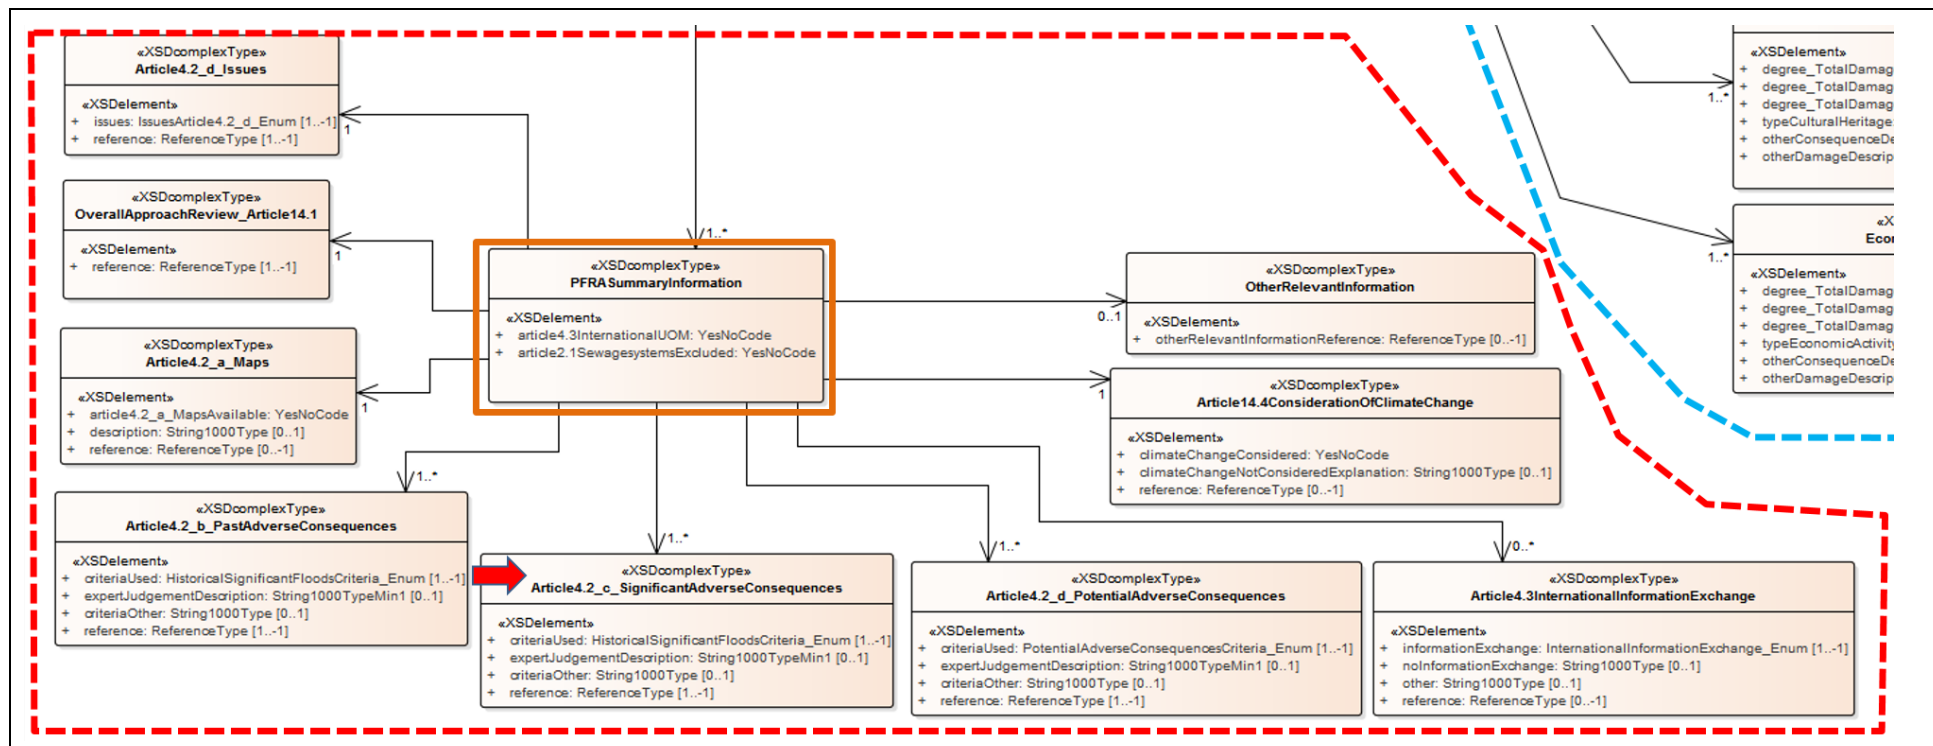 «XSDcomplexType»
Article4.2_d_Issues
«XSDelement»
+ issues: IssuesArticle4.2_d_Enum [1..-1]
+ reference: ReferenceType [1..-1]
1
«XSDcomplexType»
OverallApproachReview_Article14.1
«XSDelement»
+ reference: ReferenceType [1..-1]
1
«XSDcomplexType»
Article4.2_a_Maps
«XSDelement»
+ article4.2_a_MapsAvailable: YesNoCode
+ description: String1000Type [0..1]
+ reference: ReferenceType [0..-1]
1
1..*
«XSDcomplexType»
PFRASummaryInformation
«XSDelement»
+ article4.3InternationalUOM: YesNoCode
+ article2.1SewagesystemsExcluded: YesNoCode
0..1
«XSDcomplexType»
OtherRelevantInformation
«XSDelement»
+ otherRelevantInformationReference: ReferenceType [0..-1]
1
«XSDcomplexType»
Article14.4ConsiderationOfClimateChange
«XSDelement»
+ climateChangeConsidered: YesNoCode
+ climateChangeNotConsideredExplanation: String1000Type [0..1]
+ reference: ReferenceType [0..-1]
1..*
«XSDcomplexType»
Article4.2_b_PastAdverseConsequences
«XSDelement»
+ criteriaUsed: HistoricalSignificantFloodsCriteria_Enum [1..-1]
+ expertJudgementDescription: String1000TypeMin1 [0..1]
+ criteriaOther: String1000Type [0..1]
+ reference: ReferenceType [1..-1]
1..*
«XSDcomplexType»
Article4.2_c_SignificantAdverseConsequences
«XSDelement»
+ criteriaUsed: HistoricalSignificantFloodsCriteria_Enum [1..-1]
+ expertJudgementDescription: String1000TypeMin1 [0..1]
+ criteriaOther: String1000Type [0..1]
+ reference: ReferenceType [1..-1]
1..*
«XSDcomplexType»
Article4.2_d_PotentialAdverseConsequences
«XSDelement»
+ criteriaUsed: PotentialAdverseConsequencesCriteria_Enum [1..-1]
+ expertJudgementDescription: String1000TypeMin1 [0..1]
+ criteriaOther: String1000Type [0..1]
+ reference: ReferenceType [1..-1]
0..*
«XSDcomplexType»
Article4.3InternationalInformationExchange
«XSDelement»
+ informationExchange: InternationalInformationExchange_Enum [1..-1]
+ noInformationExchange: String1000Type [0..1]
+ other: String1000Type [0..1]
+ reference: ReferenceType [0..-1]
1..*
«XSDelement»
+ degree_TotalDamag
+ degree_TotalDamag
+ degree_TotalDamag
+ typeCulturalHeritage:
+ otherConsequenceDe
+ otherDamageDescrip
1..*
«X
Econ
«XSDelement»
+ degree_TotalDamag
+ degree_TotalDamag
+ degree_TotalDamag
+ typeEconomicActivity
+ otherConsequenceDe
+ otherDamageDescrip